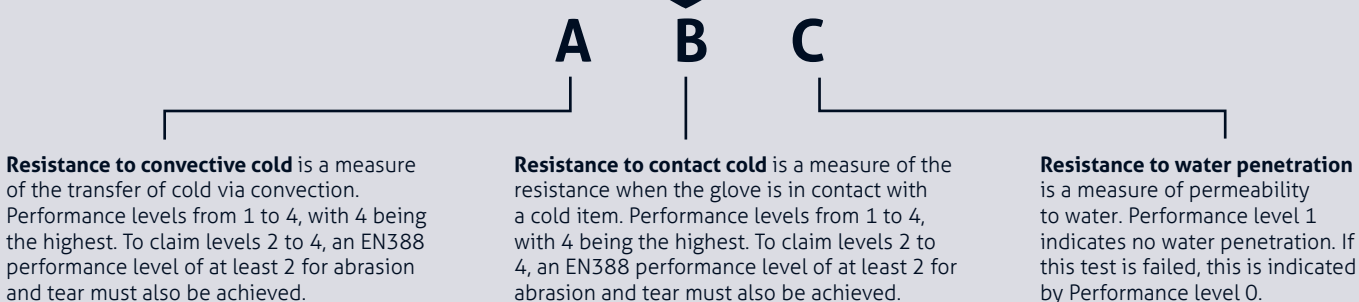 A B C
Resistance to convective cold is a measure
of the transfer of cold via convection.
Performance levels from 1 to 4, with 4 being
the highest. To claim levels 2 to 4, an EN388
performance level of at least 2 for abrasion
and tear must also be achieved.
Resistance to contact cold is a measure of the
resistance when the glove is in contact with
a cold item. Performance levels from 1 to 4,
with 4 being the highest. To claim levels 2 to
4, an EN388 performance level of at least 2 for
abrasion and tear must also be achieved.
Resistance to water penetration
is a measure of permeability
to water. Performance level 1
indicates no water penetration. If
this test is failed, this is indicated
by Performance level 0.